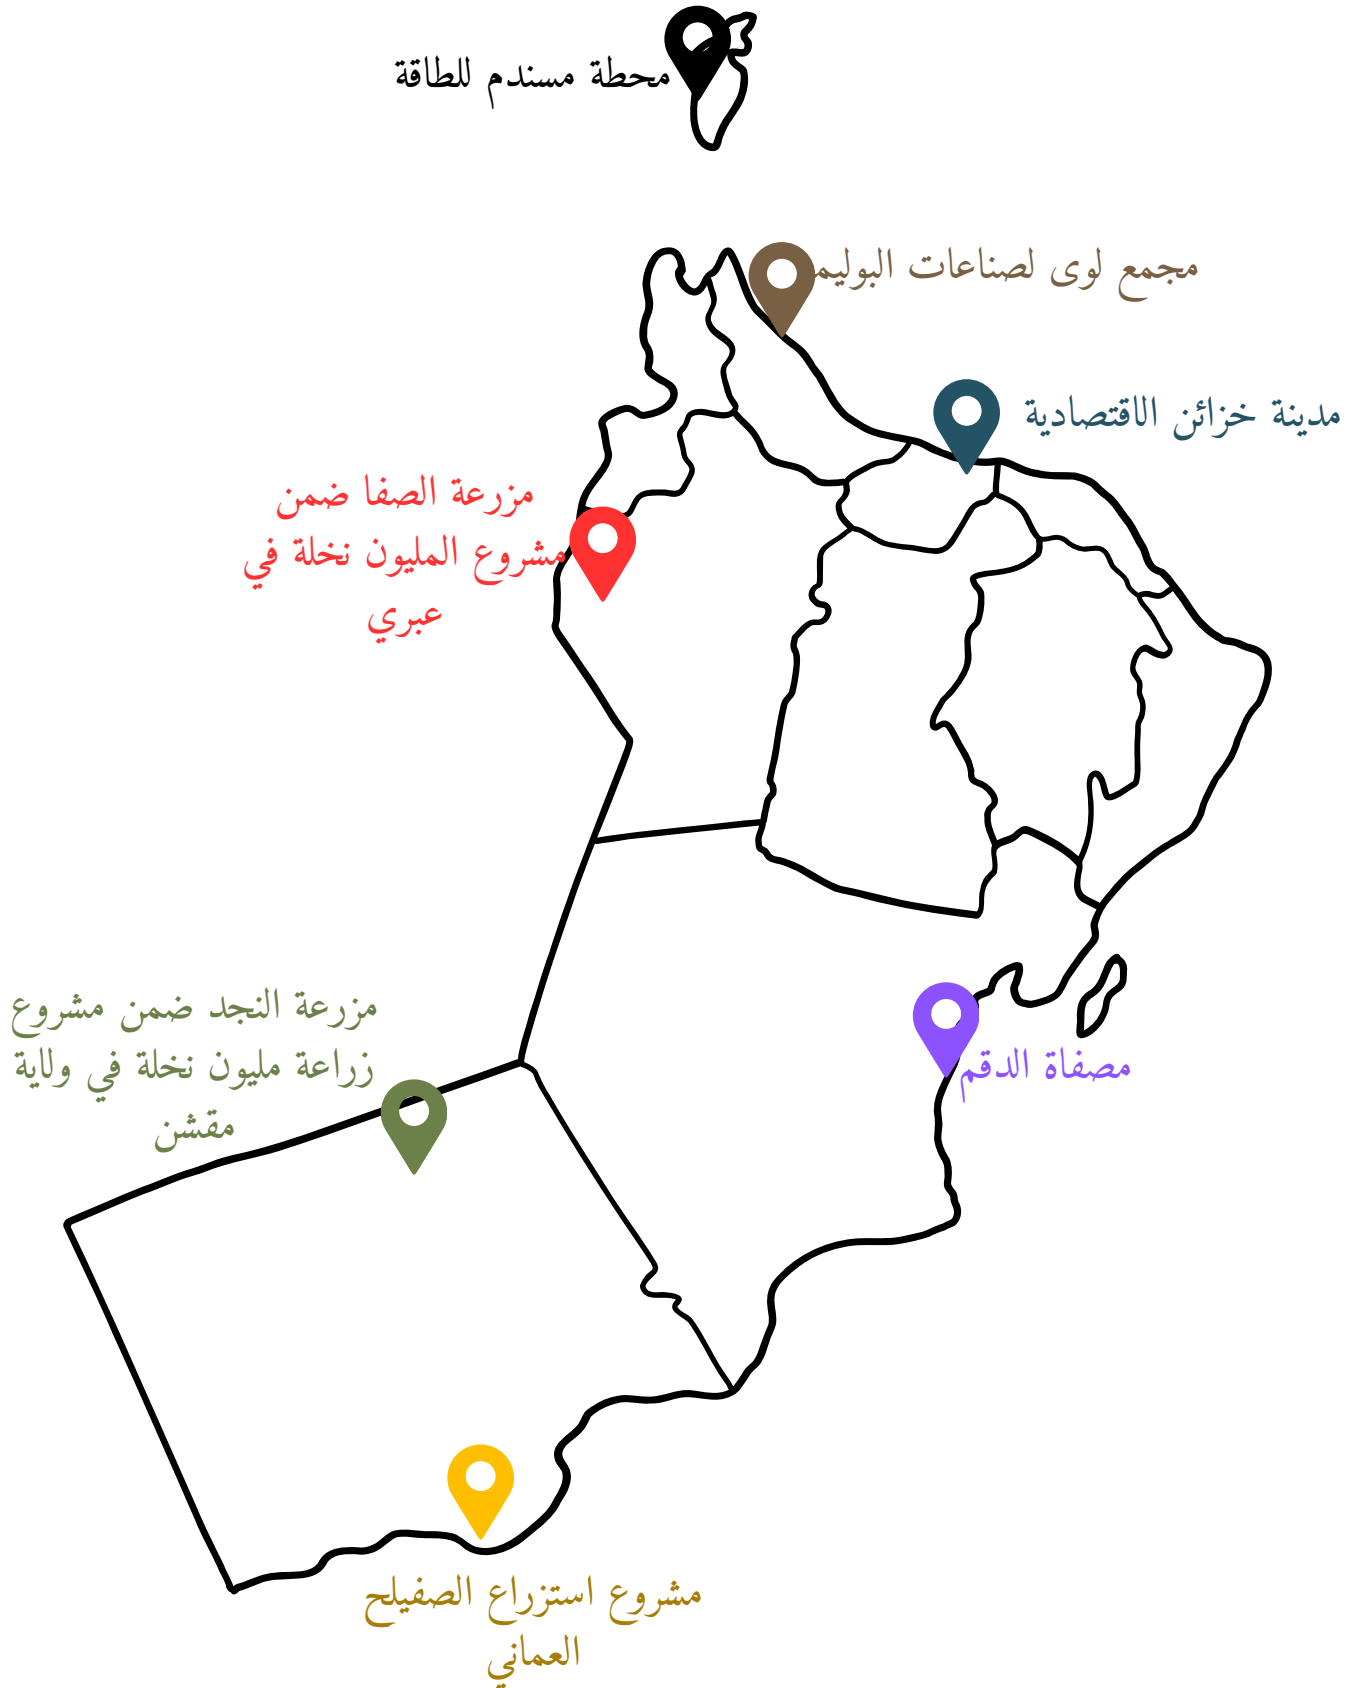 محطة مسندم للطاقة
مجمع لوى لصناعات البوليم
مدينة خزائن الاقتصادية
مزرعة الصفا ضمن
مشروع المليون نخلة في
عبري
مزرعة النجد ضمن مشروع
زراعة مليون نخلة في ولاية
مقشن
مصفاة الدقم
مشروع استزراع الصفيلح
العماني